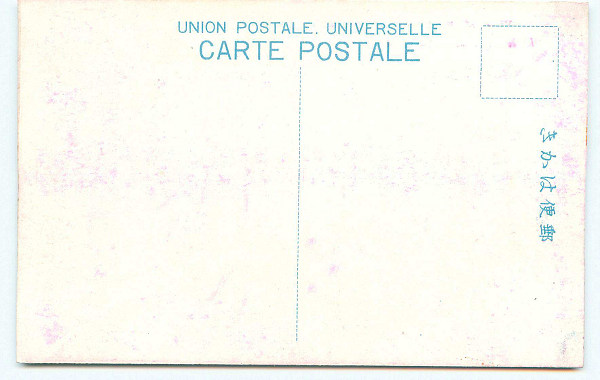 UNION POSTALE. UNIVERSELLE
CARTE POSTALE
きかは便郵